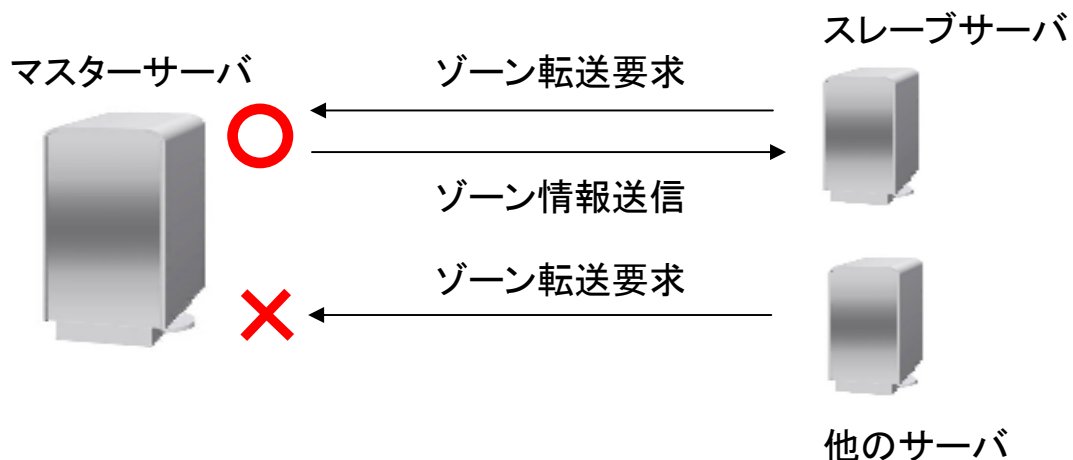 スレーブサーバ
マスターサーバ
ゾーン転送要求
ゾーン情報送信
ゾーン転送要求
他のサーバ